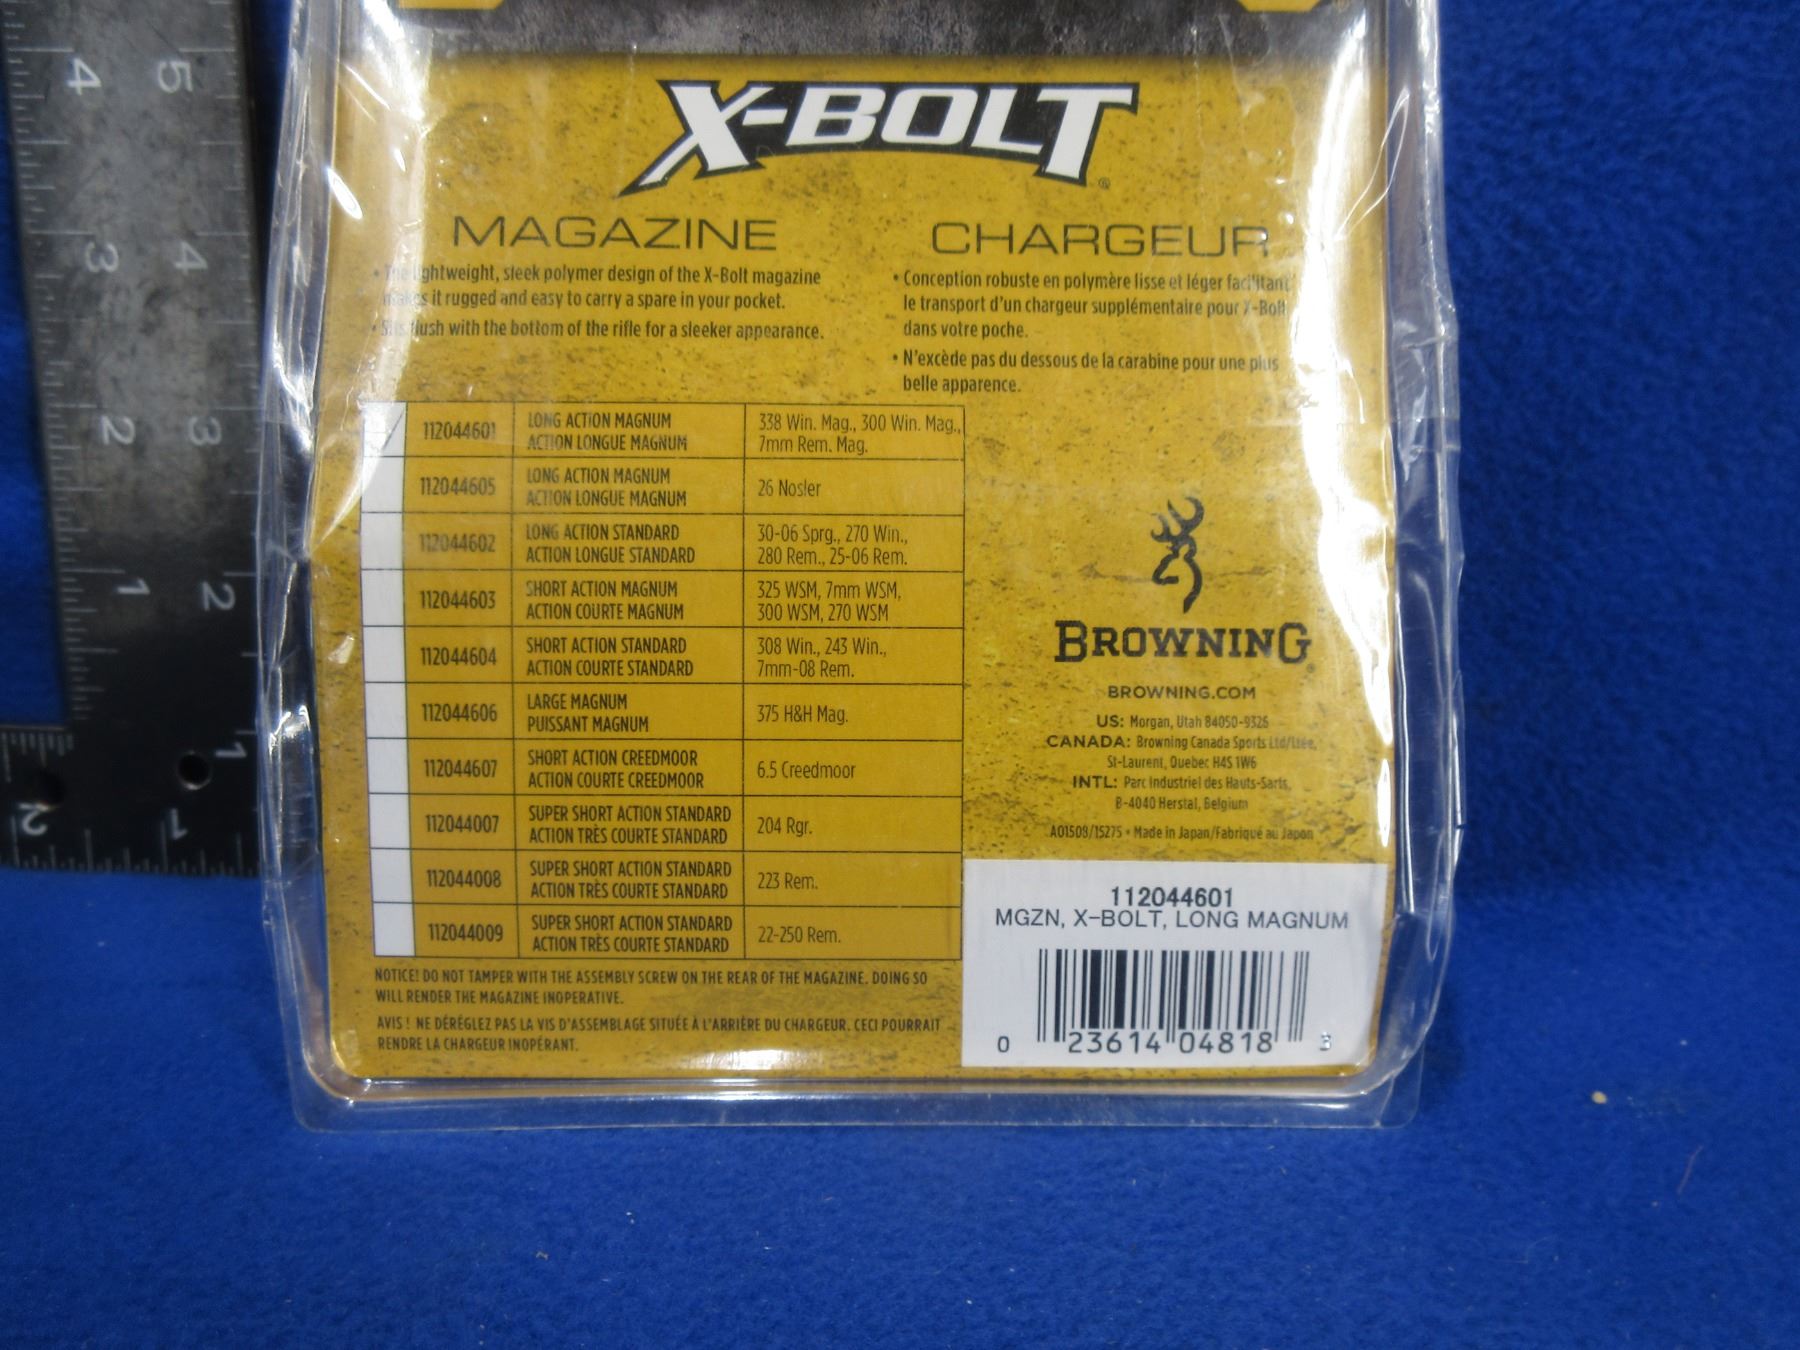 X-BOLT®
MAGAZINE
• The lightweight, sleek polymer design of the X-Bolt magazine
makes it rugged and easy to carry a spare in your pocket.
• Sits flush with the bottom of the rifle for a sleeker appearance.
CHARGEUR
• Conception robuste en polymère lisse et léger facilitant
le transport d'un chargeur supplémentaire pour X-Bolt
dans votre poche.
• N'excède pas du dessous de la carabine pour une plus
belle apparence.
112044601 LONG ACTION MAGNUM 338 Win. Mag., 300 Win. Mag.,
ACTION LONGUE MAGNUM 7mm Rem. Mag.
112044605 LONG ACTION MAGNUM 26 Nosler
ACTION LONGUE MAGNUM
112044602 LONG ACTION STANDARD 30-06 Sprg., 270 Win.,
ACTION LONGUE STANDARD 280 Rem., 25-06 Rem.
112044603 SHORT ACTION MAGNUM 325 WSM, 7mm WSM,
ACTION COURTE MAGNUM 300 WSM, 270 WSM
112044604 SHORT ACTION STANDARD 308 Win., 243 Win.,
ACTION COURTE STANDARD 7mm-08 Rem.
112044606 LARGE MAGNUM 375 H&H Mag.
PUISSANT MAGNUM
112044607 SHORT ACTION CREEDMOOR 6.5 Creedmoor
ACTION COURTE CREEDMOOR
112044007 SUPER SHORT ACTION STANDARD 204 Rgr.
ACTION TRÈS COURTE STANDARD
112044008 SUPER SHORT ACTION STANDARD 223 Rem.
ACTION TRÈS COURTE STANDARD
112044009 SUPER SHORT ACTION STANDARD 22-250 Rem.
ACTION TRÈS COURTE STANDARD
NOTICE! DO NOT TAMPER WITH THE ASSEMBLY SCREW ON THE REAR OF THE MAGAZINE. DOING SO
WILL RENDER THE MAGAZINE INOPERATIVE.
AVIS ! NE DÉRÉGLEZ PAS LA VIS D'ASSEMBLAGE SITUÉE À L'ARRIÈRE DU CHARGEUR. CECI POURRAIT
RENDRE LA CHARGEUR INOPÉRANT.
BROWNING®
BROWNING.COM
US: Morgan, Utah 84050-9326
CANADA: Browning Canada Sports Ltd/Ltée,
St-Laurent, Quebec H4S 1W6
INTL: Parc Industriel des Hauts-Sarts,
B-4040 Herstal, Belgium
A01509/15275 • Made in Japan/Fabriqué au Japon
112044601
MGZN, X-BOLT, LONG MAGNUM
0 23614 04818 3
5
4
4
3
3
2
2
1
1
2
1